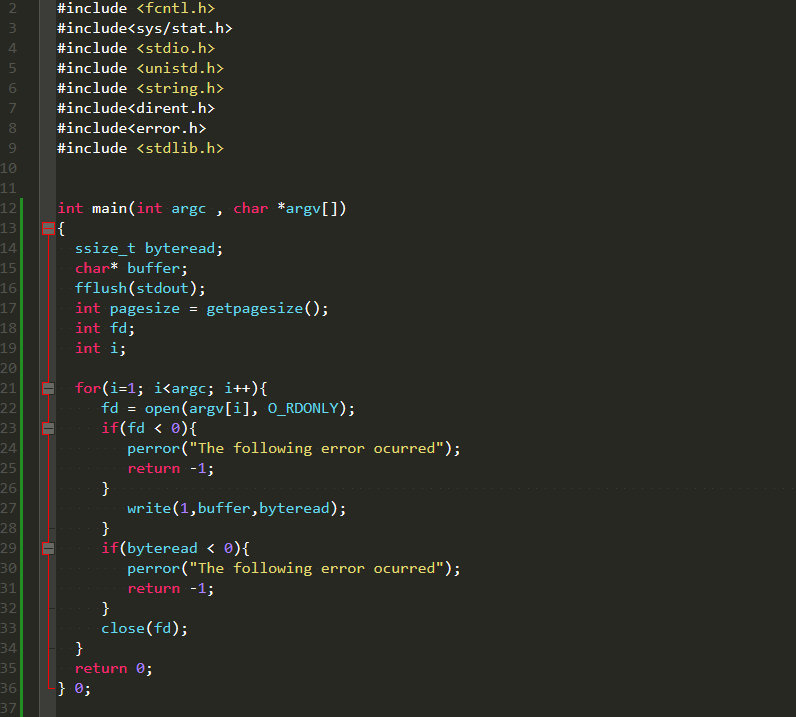 2 #include <fcntl.h>
3 #include<sys/stat.h>
4 #include <stdio.h>
5 #include <unistd.h>
6 #include <string.h>
7 #include<dirent.h>
8 #include<error.h>
9 #include <stdlib.h>
10
11
12 int main(int argc , char *argv[])
13 {
14   ssize_t byteread;
15   char* buffer;
16   fflush(stdout);
17   int pagesize = getpagesize();
18   int fd;
19   int i;
20
21   for(i=1; i<argc; i++){
22      fd = open(argv[i], O_RDONLY);
23      if(fd < 0){
24         perror("The following error ocurred");
25         return -1;
26      }
27         write(1,buffer,byteread);
28      }
29      if(byteread < 0){
30         perror("The following error ocurred");
31         return -1;
32      }
33      close(fd);
34   }
35   return 0;
36 } 0;
37